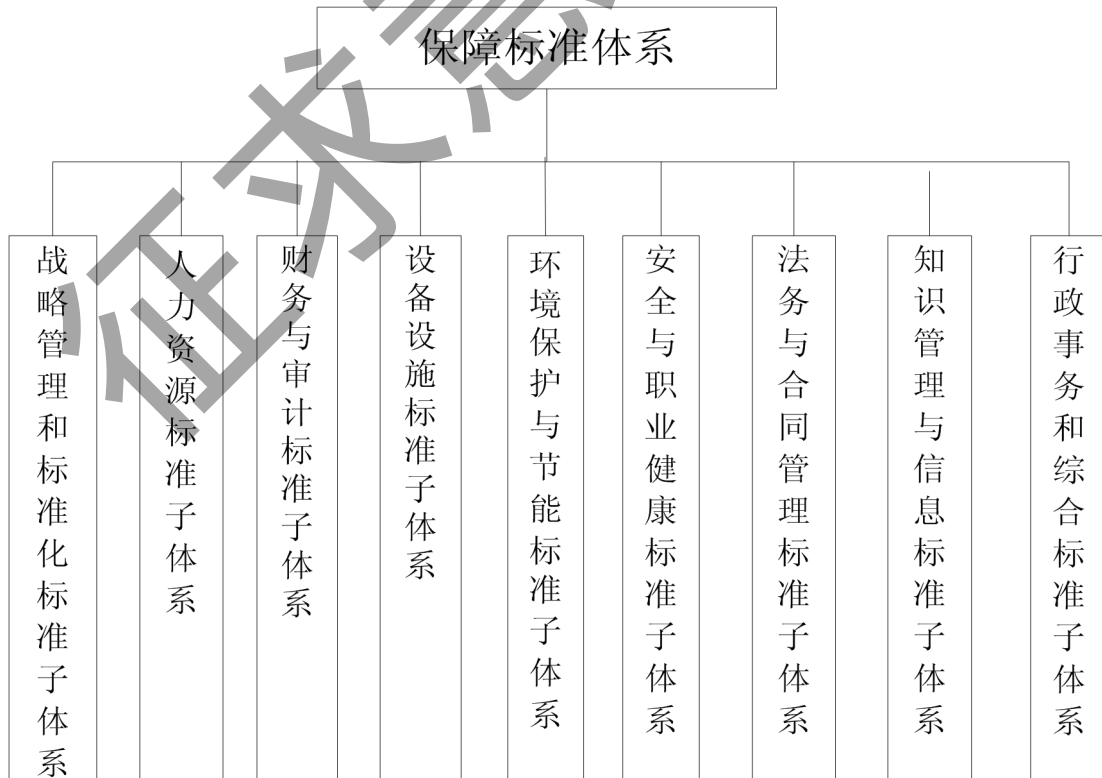 保障标准体系
战略管理和标准化标准子体系
人力资源标准子体系
财务与审计标准子体系
设备设施标准子体系
环境保护与节能标准子体系
安全与职业健康标准子体系
法务与合同管理标准子体系
知识管理与信息标准子体系
行政事务和综合标准子体系
征求意